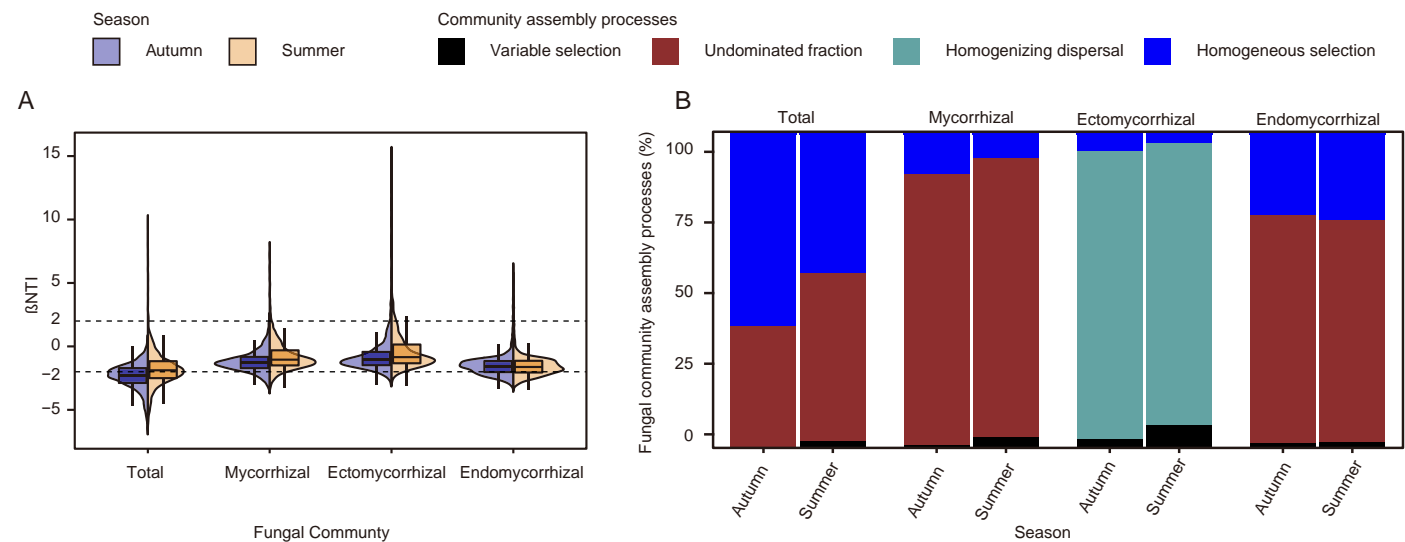 Season
Autumn
Summer
Community assembly processes
Variable selection
Undominated fraction
Homogenizing dispersal
Homogeneous selection
A
ßNTI
15
10
5
2
0
−2
−5
Total
Mycorrhizal
Ectomycorrhizal
Endomycorrhizal
Fungal Communty
B
Total
Mycorrhizal
Ectomycorrhizal
Endomycorrhizal
Fungal community assembly processes (%)
100
75
50
25
0
Autumn
Summer
Autumn
Summer
Autumn
Summer
Autumn
Summer
Season